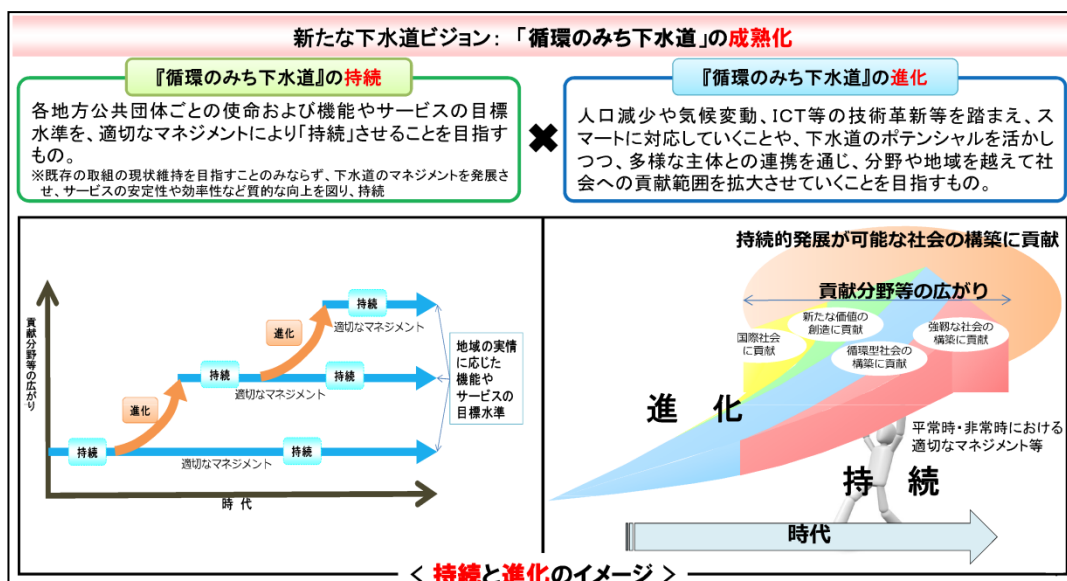 新たな下水道ビジョン：「循環のみち下水道」の成熟化
『循環のみち下水道』の持続
各地方公共団体ごとの使命および機能やサービスの目標
水準を、適切なマネジメントにより「持続」させることを目指す
もの。
※既存の取組の現状維持を目指すことのみならず、下水道のマネジメントを発展さ
せ、サービスの安定性や効率性など質的な向上を図り、持続
×
『循環のみち下水道』の進化
人口減少や気候変動、ICT等の技術革新等を踏まえ、ス
マートに対応していくことや、下水道のポテンシャルを活かし
つつ、多様な主体との連携を通じ、分野や地域を越えて社
会への貢献範囲を拡大させていくことを目指すもの。
貢献分野等の広がり
持続
適切なマネジメント
進化
持続
適切なマネジメント
持続
進化
持続
適切なマネジメント
持続
地域の実情
に応じた
機能や
サービスの
目標水準
時 代
持続的発展が可能な社会の構築に貢献
貢献分野等の広がり
国際社会
に貢献
新たな価値の
創造に貢献
循環型社会の
構築に貢献
強靱な社会の
構築に貢献
進 化
平常時・非常時における
適切なマネジメント等
持 続
時代
＜ 持続と進化のイメージ ＞